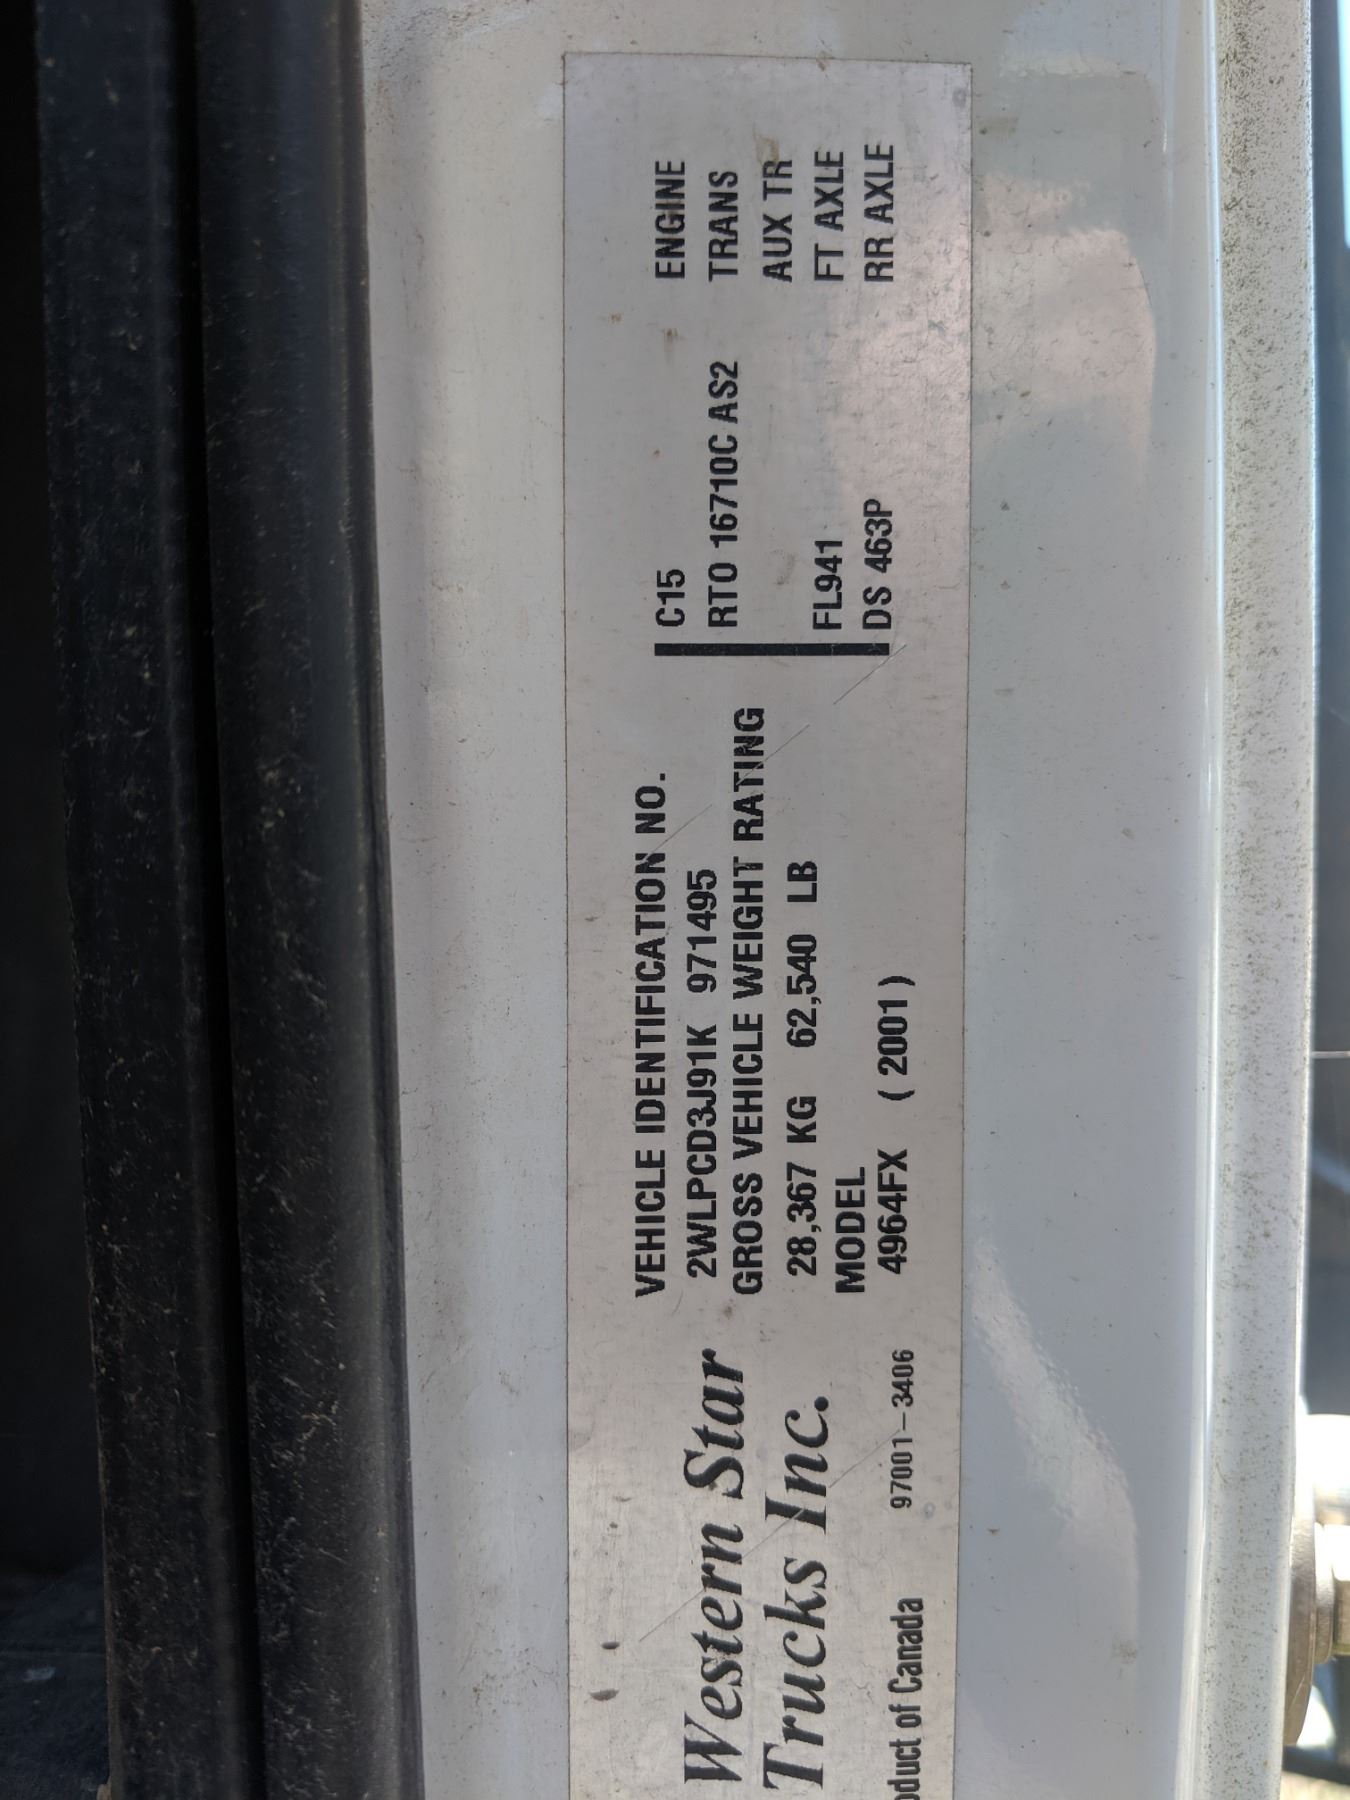 Western Star
Trucks Inc.
oduct of Canada
97001-3406
VEHICLE IDENTIFICATION NO.
2WLPCD3J91K 971495
GROSS VEHICLE WEIGHT RATING
28,367 KG 62,540 LB
MODEL
4964FX (2001)
C15 ENGINE
RTO 16710C AS2 TRANS
AUX TR
FL941 FT AXLE
DS 463P RR AXLE